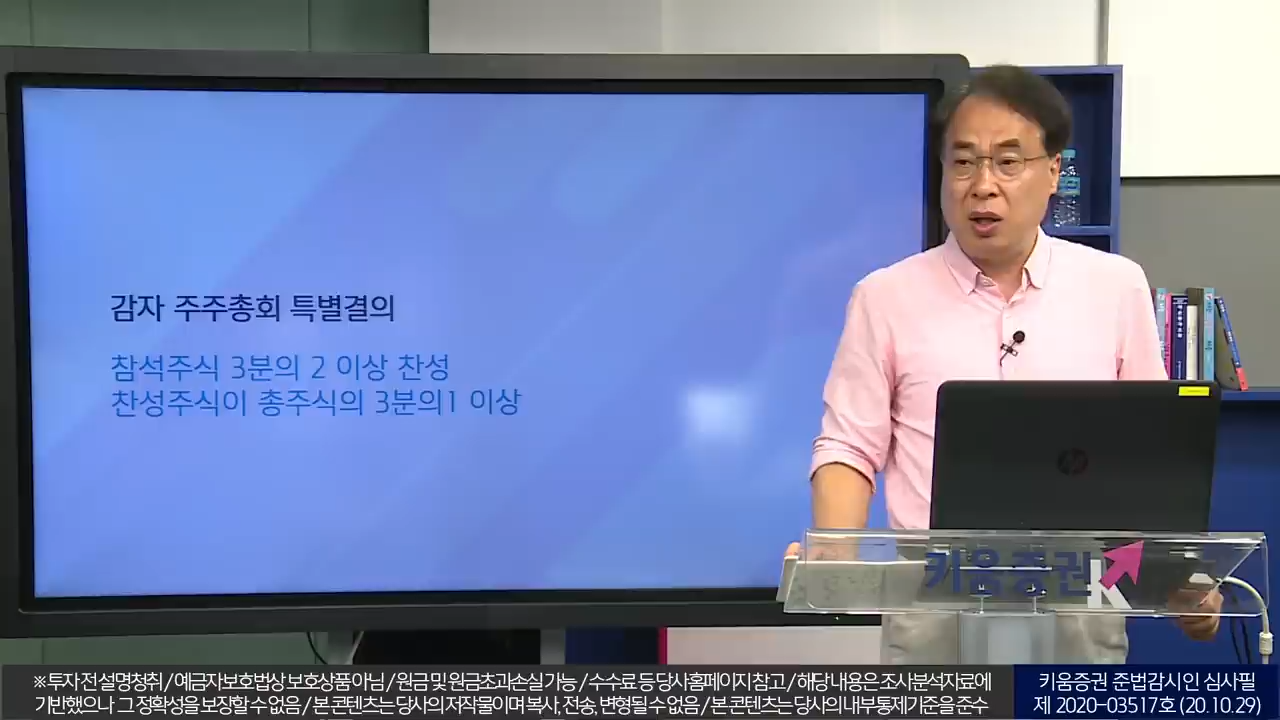 감자 주주총회 특별결의
참석주식 3분의 2 이상 찬성
찬성주식이 총주식의 3분의1 이상
키움증권
※ 투자 전 설명청취 / 예금자보호법상 보호상품 아님 / 원금 및 원금초과손실 가능 / 수수료 등 당사홈페이지 참고 / 해당 내용은 조사분석자료에
기반했으나 그 정확성을 보장할 수 없음 / 본 콘텐츠는 당사의 저작물이며 복사, 전송, 변형될 수 없음 / 본 콘텐츠는 당사의 내부통제기준을 준수
키움증권 준법감시인 심사필
제 2020-03517호 (20.10.29)